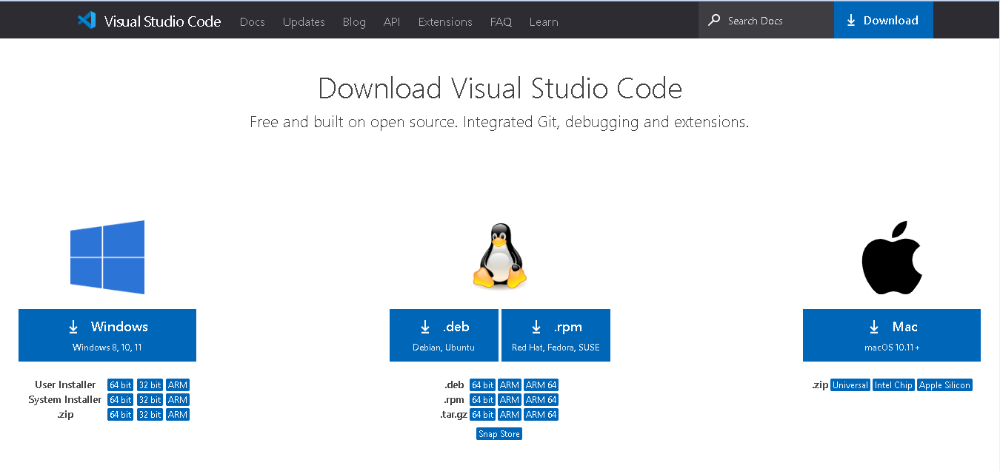 Visual Studio Code Docs Updates Blog API Extensions FAQ Learn Search Docs Download
Download Visual Studio Code
Free and built on open source. Integrated Git, debugging and extensions.
Windows
Windows 8, 10, 11
User Installer 64 bit 32 bit ARM
System Installer 64 bit 32 bit ARM
.zip 64 bit 32 bit ARM
.deb
Debian, Ubuntu
.rpm
Red Hat, Fedora, SUSE
.deb 64 bit ARM ARM 64
.rpm 64 bit ARM ARM 64
.tar.gz 64 bit ARM ARM 64
Snap Store
Mac
macOS 10.11+
.zip Universal Intel Chip Apple Silicon